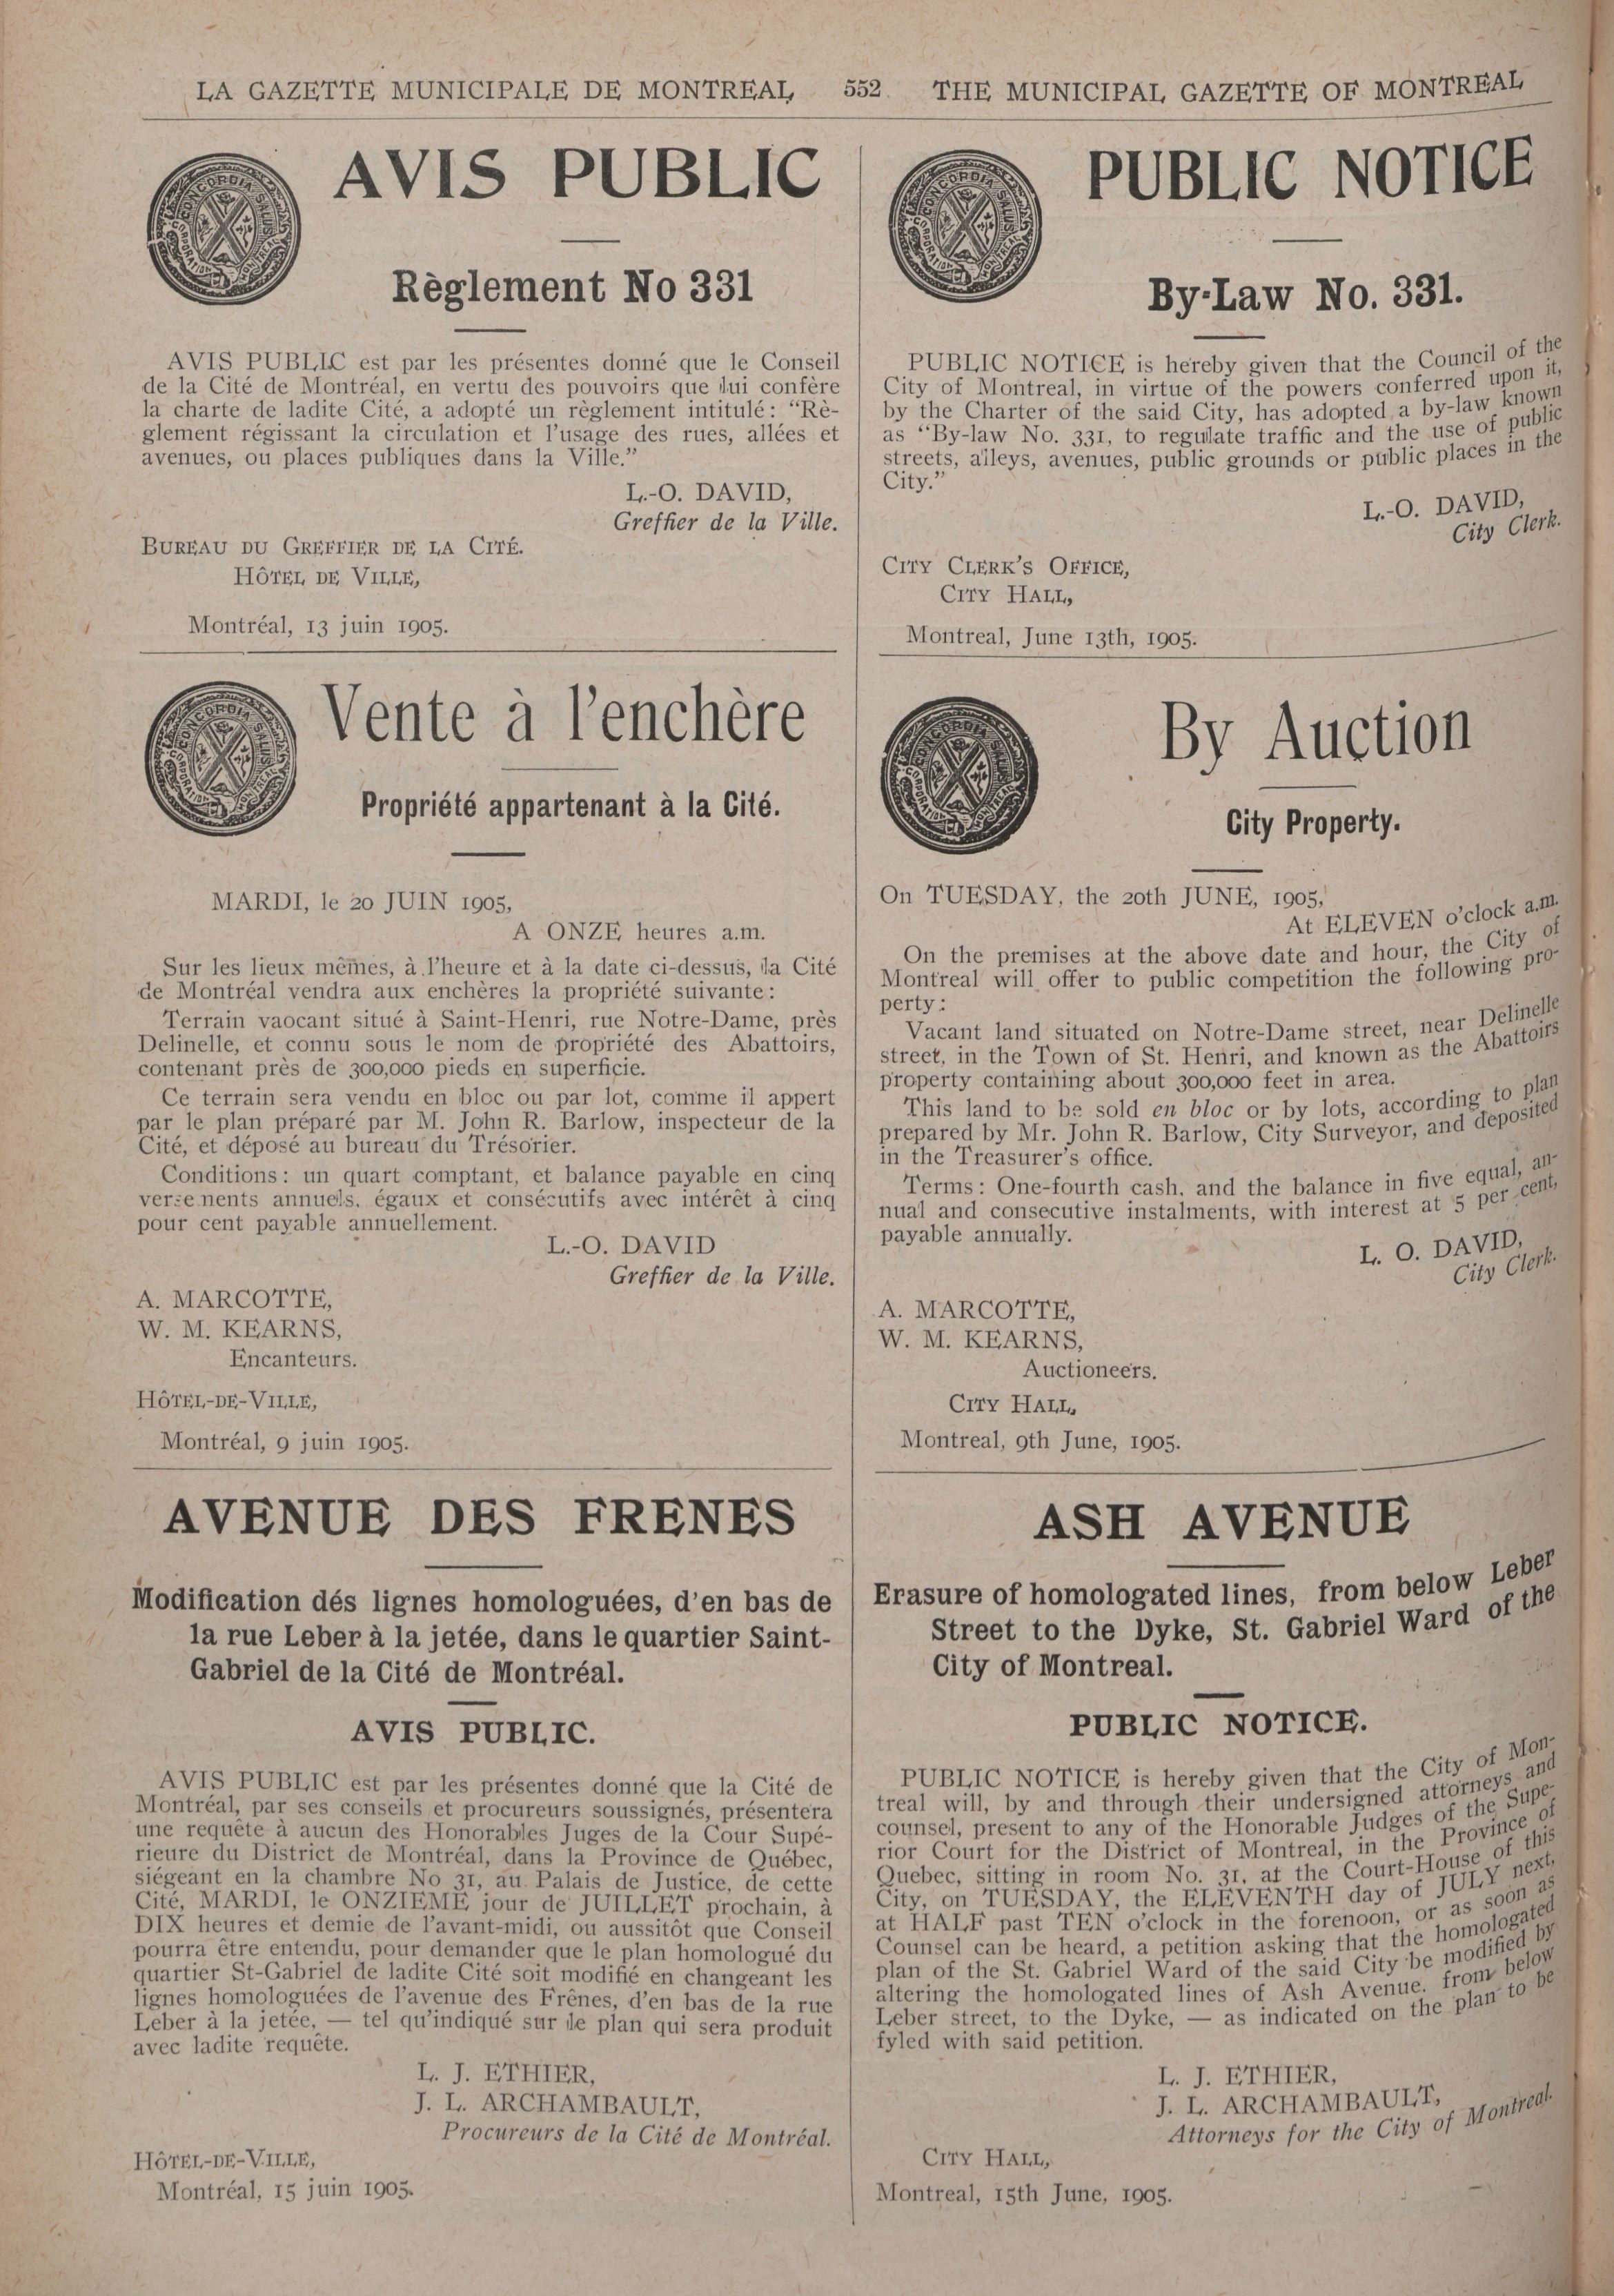 LA GAZETTE MUNICIPALE DE MONTREAL 552 THE MUNICIPAL GAZETTE OF MONTREAL
AVIS PUBLIC
Règlement No 331
AVIS PUBLIC est par les présentes donné que le Conseil
de la Cité de Montréal, en vertu des pouvoirs que lui confère
la charte de ladite Cité, a adopté un règlement intitulé: “Rè-
glement régissant la circulation et l’usage des rues, allées et
avenues, ou places publiques dans la Ville.”
L.-O. DAVID,
Greffier de la Ville.
BUREAU DU GREFFIER DE LA CITÉ.
HÔTEL DE VILLE,
Montréal, 13 juin 1905.
Vente à l’enchère
Propriété appartenant à la Cité.
MARDI, le 20 JUIN 1905,
A ONZE heures a.m.
Sur les lieux mêmes, à l’heure et à la date ci-dessus, la Cité
de Montréal vendra aux enchères la propriété suivante:
Terrain vaocant situé à Saint-Henri, rue Notre-Dame, près
Delinelle, et connu sous le nom de propriété des Abattoirs,
contenant près de 300,000 pieds en superficie.
Ce terrain sera vendu en bloc ou par lot, comme il appert
par le plan préparé par M. John R. Barlow, inspecteur de la
Cité, et déposé au bureau du Trésorier.
Conditions: un quart comptant, et balance payable en cinq
versements annuels, égaux et consécutifs avec intérêt à cinq
pour cent payable annuellement.
L.-O. DAVID
Greffier de la Ville.
A. MARCOTTE,
W. M. KEARNS,
Encanteurs.
HÔTEL-DE-VILLE,
Montréal, 9 juin 1905.
AVENUE DES FRENES
Modification dés lignes homologuées, d’en bas de
la rue Leber à la jetée, dans le quartier Saint-
Gabriel de la Cité de Montréal.
AVIS PUBLIC.
AVIS PUBLIC est par les présentes donné que la Cité de
Montréal, par ses conseils et procureurs soussignés, présentera
une requête à aucun des Honorables Juges de la Cour Supé-
rieure du District de Montréal, dans la Province de Québec,
siégeant en la chambre No 31, au Palais de Justice, de cette
Cité, MARDI, le ONZIEME jour de JUILLET prochain, à
DIX heures et demie de l’avant-midi, ou aussitôt que Conseil
pourra être entendu, pour demander que le plan homologué du
quartier St-Gabriel de ladite Cité soit modifié en changeant les
lignes homologuées de l’avenue des Frênes, d’en bas de la rue
Leber à la jetée, — tel qu’indiqué sur le plan qui sera produit
avec ladite requête.
L. J. ETHIER,
J. L. ARCHAMBAULT,
Procureurs de la Cité de Montréal.
HÔTEL-DE-VILLE,
Montréal, 15 juin 1905.
PUBLIC NOTICE
By-Law No. 331.
PUBLIC NOTICE is hereby given that the Council of the
City of Montreal, in virtue of the powers conferred upon it,
by the Charter of the said City, has adopted a by-law known
as “By-law No. 331, to regulate traffic and the use of public
streets, alleys, avenues, public grounds or public places in the
City.”
L.-O. DAVID,
City Clerk.
CITY CLERK’S OFFICE,
CITY HALL,
Montreal, June 13th, 1905.
By Auction
City Property.
On TUESDAY, the 20th JUNE, 1905,
At ELEVEN o’clock a.m.
On the premises at the above date and hour, the City of
Montreal will offer to public competition the following pro-
perty:
Vacant land situated on Notre-Dame street, near Delinelle
street, in the Town of St. Henri, and known as the Abattoirs
property containing about 300,000 feet in area.
This land to be sold en bloc or by lots, according to plan
prepared by Mr. John R. Barlow, City Surveyor, and deposited
in the Treasurer’s office.
Terms: One-fourth cash, and the balance in five equal, an-
nual and consecutive instalments, with interest at 5 per cent,
payable annually.
L. O. DAVID,
City Clerk.
A. MARCOTTE,
W. M. KEARNS,
Auctioneers.
CITY HALL,
Montreal, 9th June, 1905.
ASH AVENUE
Erasure of homologated lines, from below Leber
Street to the Dyke, St. Gabriel Ward of the
City of Montreal.
PUBLIC NOTICE.
PUBLIC NOTICE is hereby given that the City of Mon-
treal will, by and through their undersigned attorneys and
counsel, present to any of the Honorable Judges of the Supe-
rior Court for the District of Montreal, in the Province of
Quebec, sitting in room No. 31, at the Court-House of this
City, on TUESDAY, the ELEVENTH day of JULY next,
at HALF past TEN o’clock in the forenoon, or as soon as
Counsel can be heard, a petition asking that the homologated
plan of the St. Gabriel Ward of the said City be modified by
altering the homologated lines of Ash Avenue, from below
Leber street, to the Dyke, — as indicated on the plan to be
fyled with said petition.
L. J. ETHIER,
J. L. ARCHAMBAULT,
Attorneys for the City of Montreal.
CITY HALL,
Montreal, 15th June, 1905.